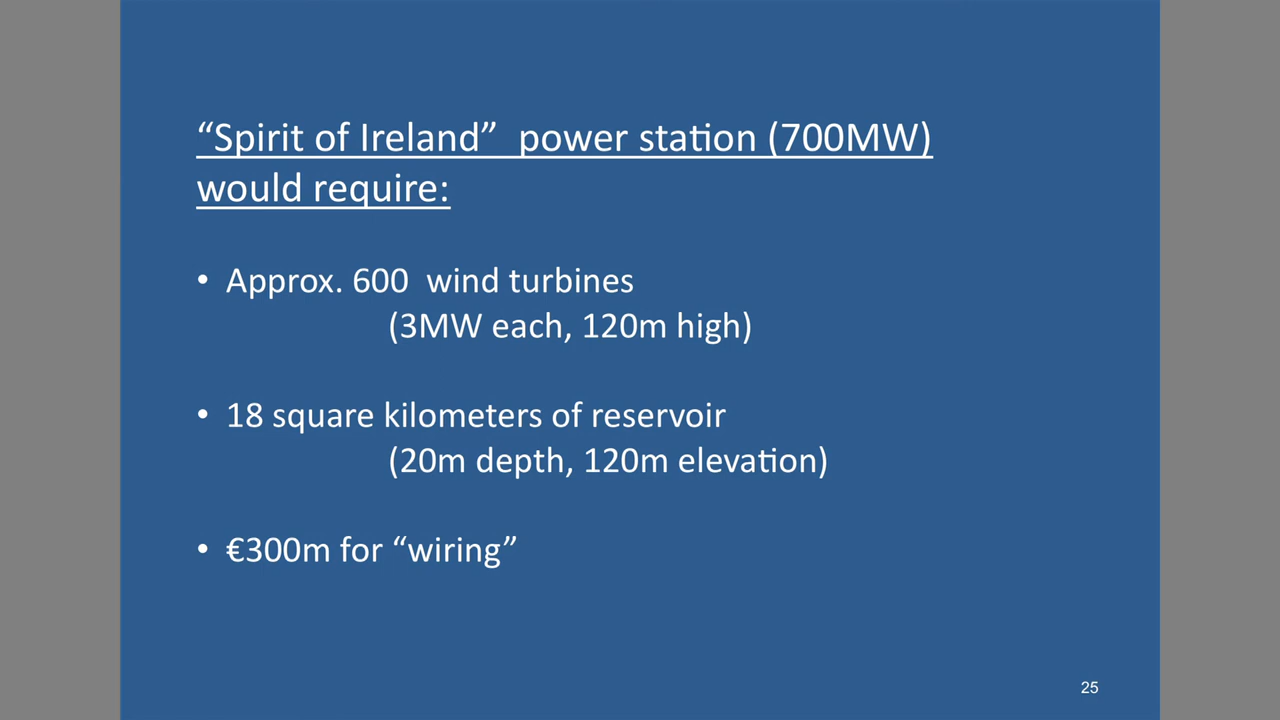 “Spirit of Ireland”  power station (700MW)
would require:
• Approx. 600  wind turbines
(3MW each, 120m high)
• 18 square kilometers of reservoir
(20m depth, 120m elevation)
• €300m for “wiring”
25